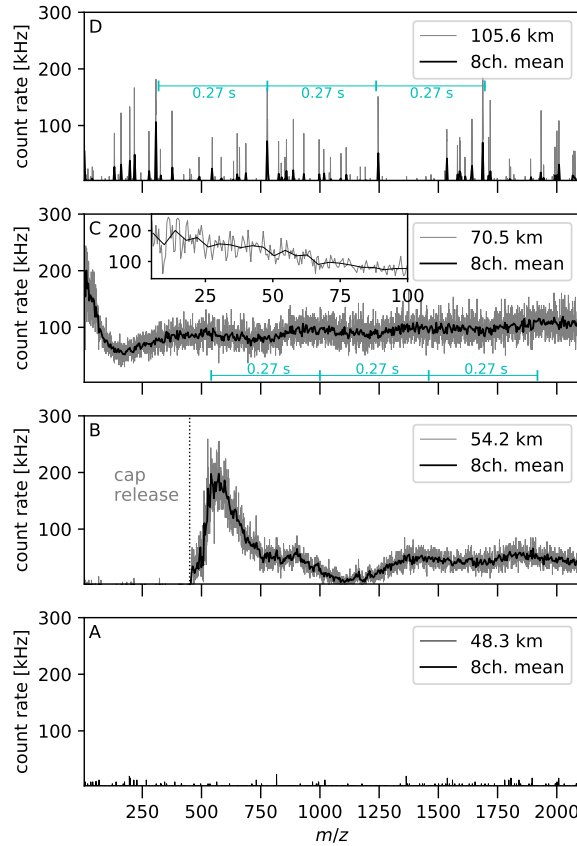 D
105.6 km
8ch. mean
0.27 s 0.27 s 0.27 s
count rate [kHz]
300
200
100
C
70.5 km
8ch. mean
200
100
25 50 75 100
0.27 s 0.27 s 0.27 s
count rate [kHz]
300
200
100
B
54.2 km
8ch. mean
cap
release
count rate [kHz]
300
200
100
A
48.3 km
8ch. mean
count rate [kHz]
300
200
100
250 500 750 1000 1250 1500 1750 2000
m/z